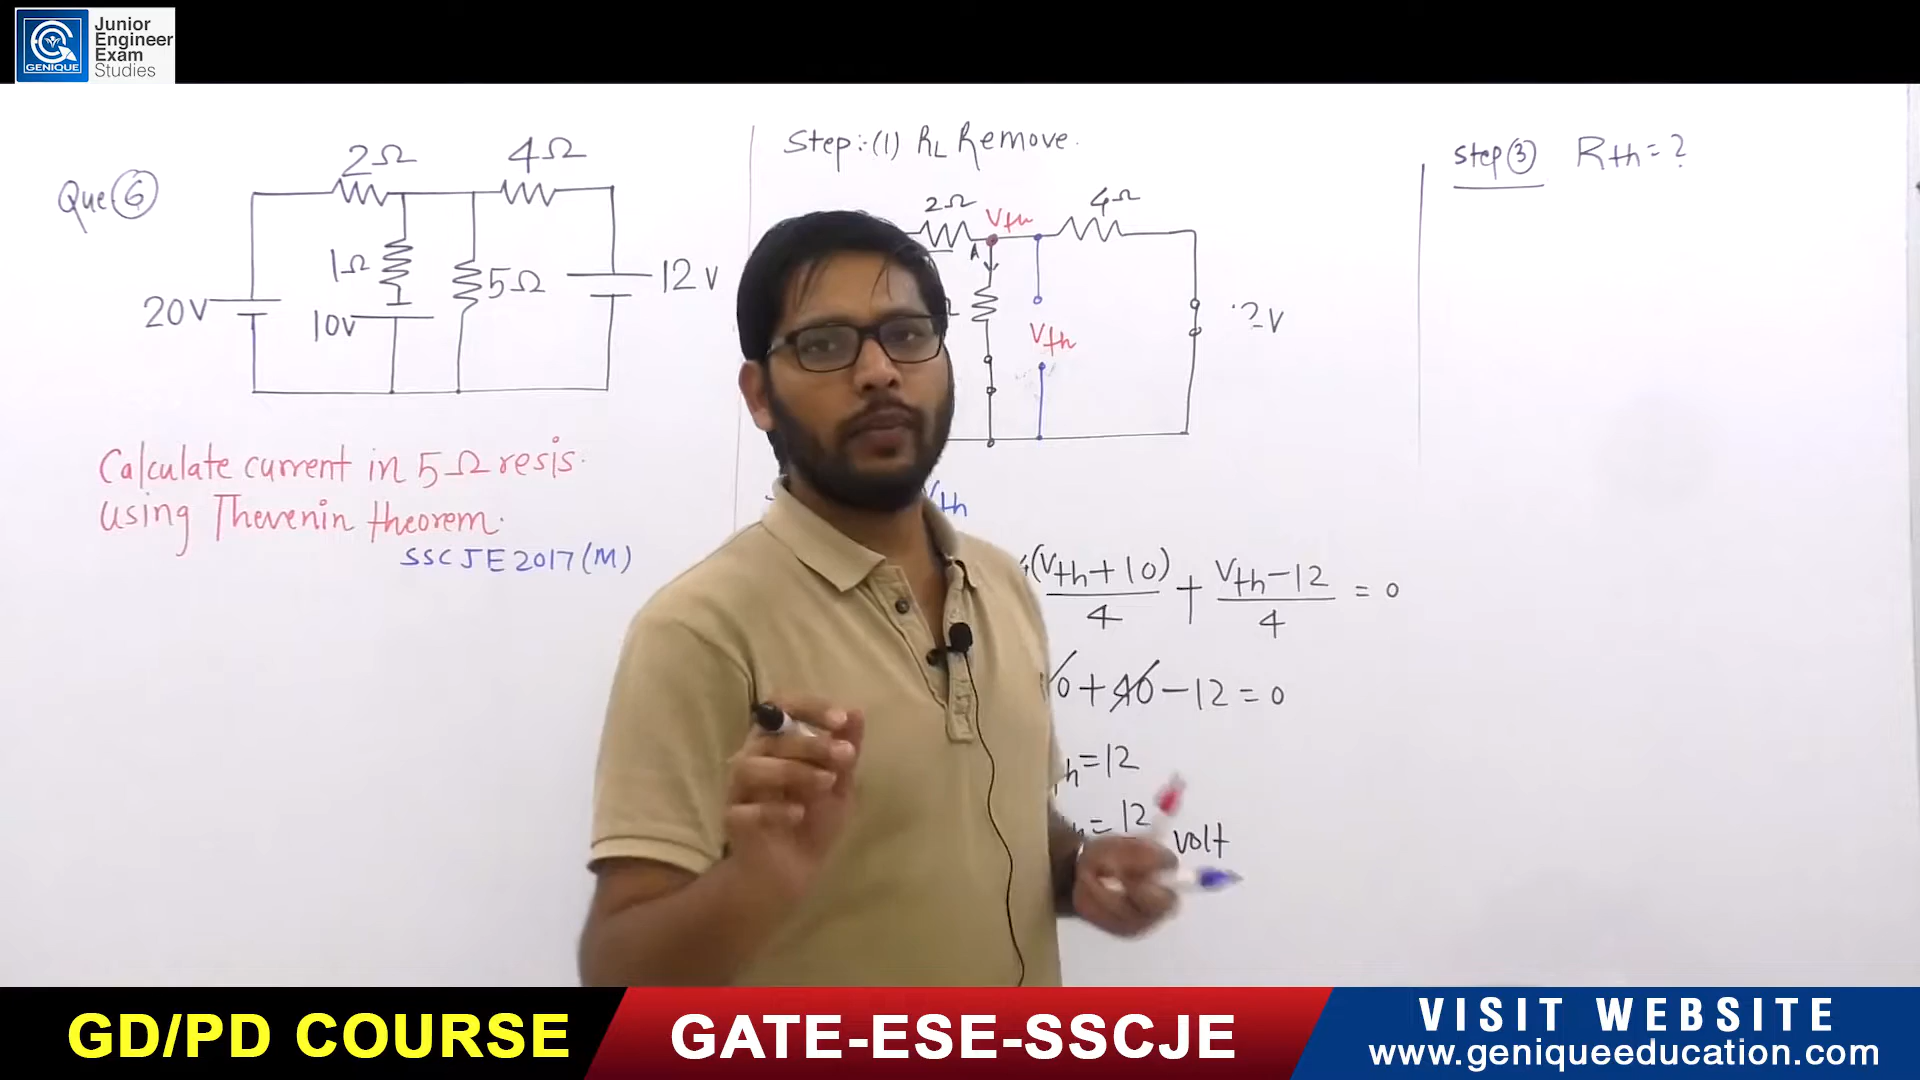 GENIQUE
Junior
Engineer
Exam
Studies
Que 6
2Ω
4Ω
1Ω
5Ω
12 V
20V
10V
Calculate current in 5Ω resis.
using Thevenin theorem.
SSC JE 2017 (M)
Step:-(1) RL Remove.
2Ω
Vth
4Ω
A
Vth
Vth
4(Vth+10)/4 + Vth-12/4 = 0
+ 40 - 12 = 0
=12
= 12
volt
Step 3 Rth = ?
GD/PD COURSE
GATE-ESE-SSCJE
VISIT WEBSITE
www.geniqueeducation.com